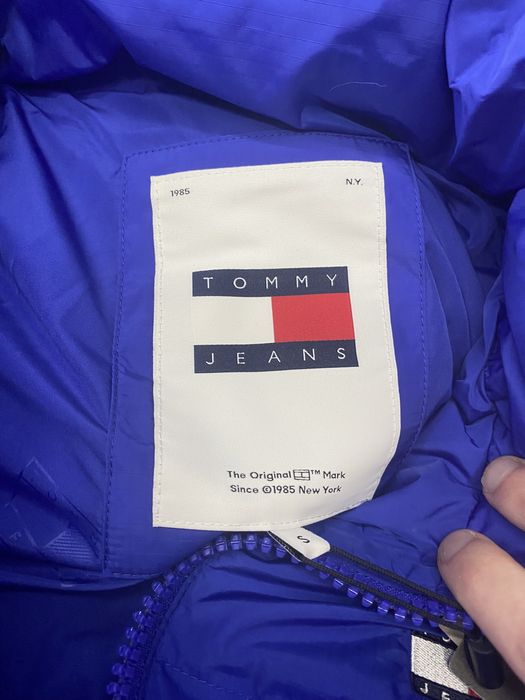 1985 N.Y.
TOMMY
JEANS
The Original ™ Mark
Since ©1985 New York
S
J E